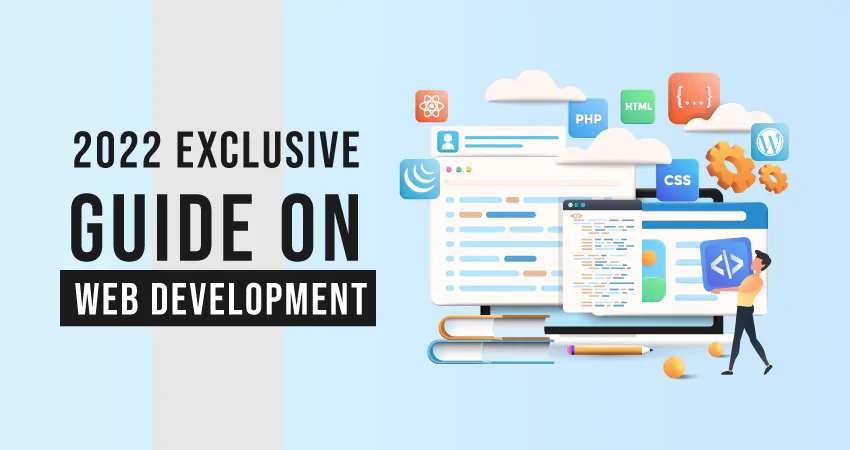 2022 EXCLUSIVE
GUIDE ON
WEB DEVELOPMENT
PHP
HTML
{...}
CSS
</>